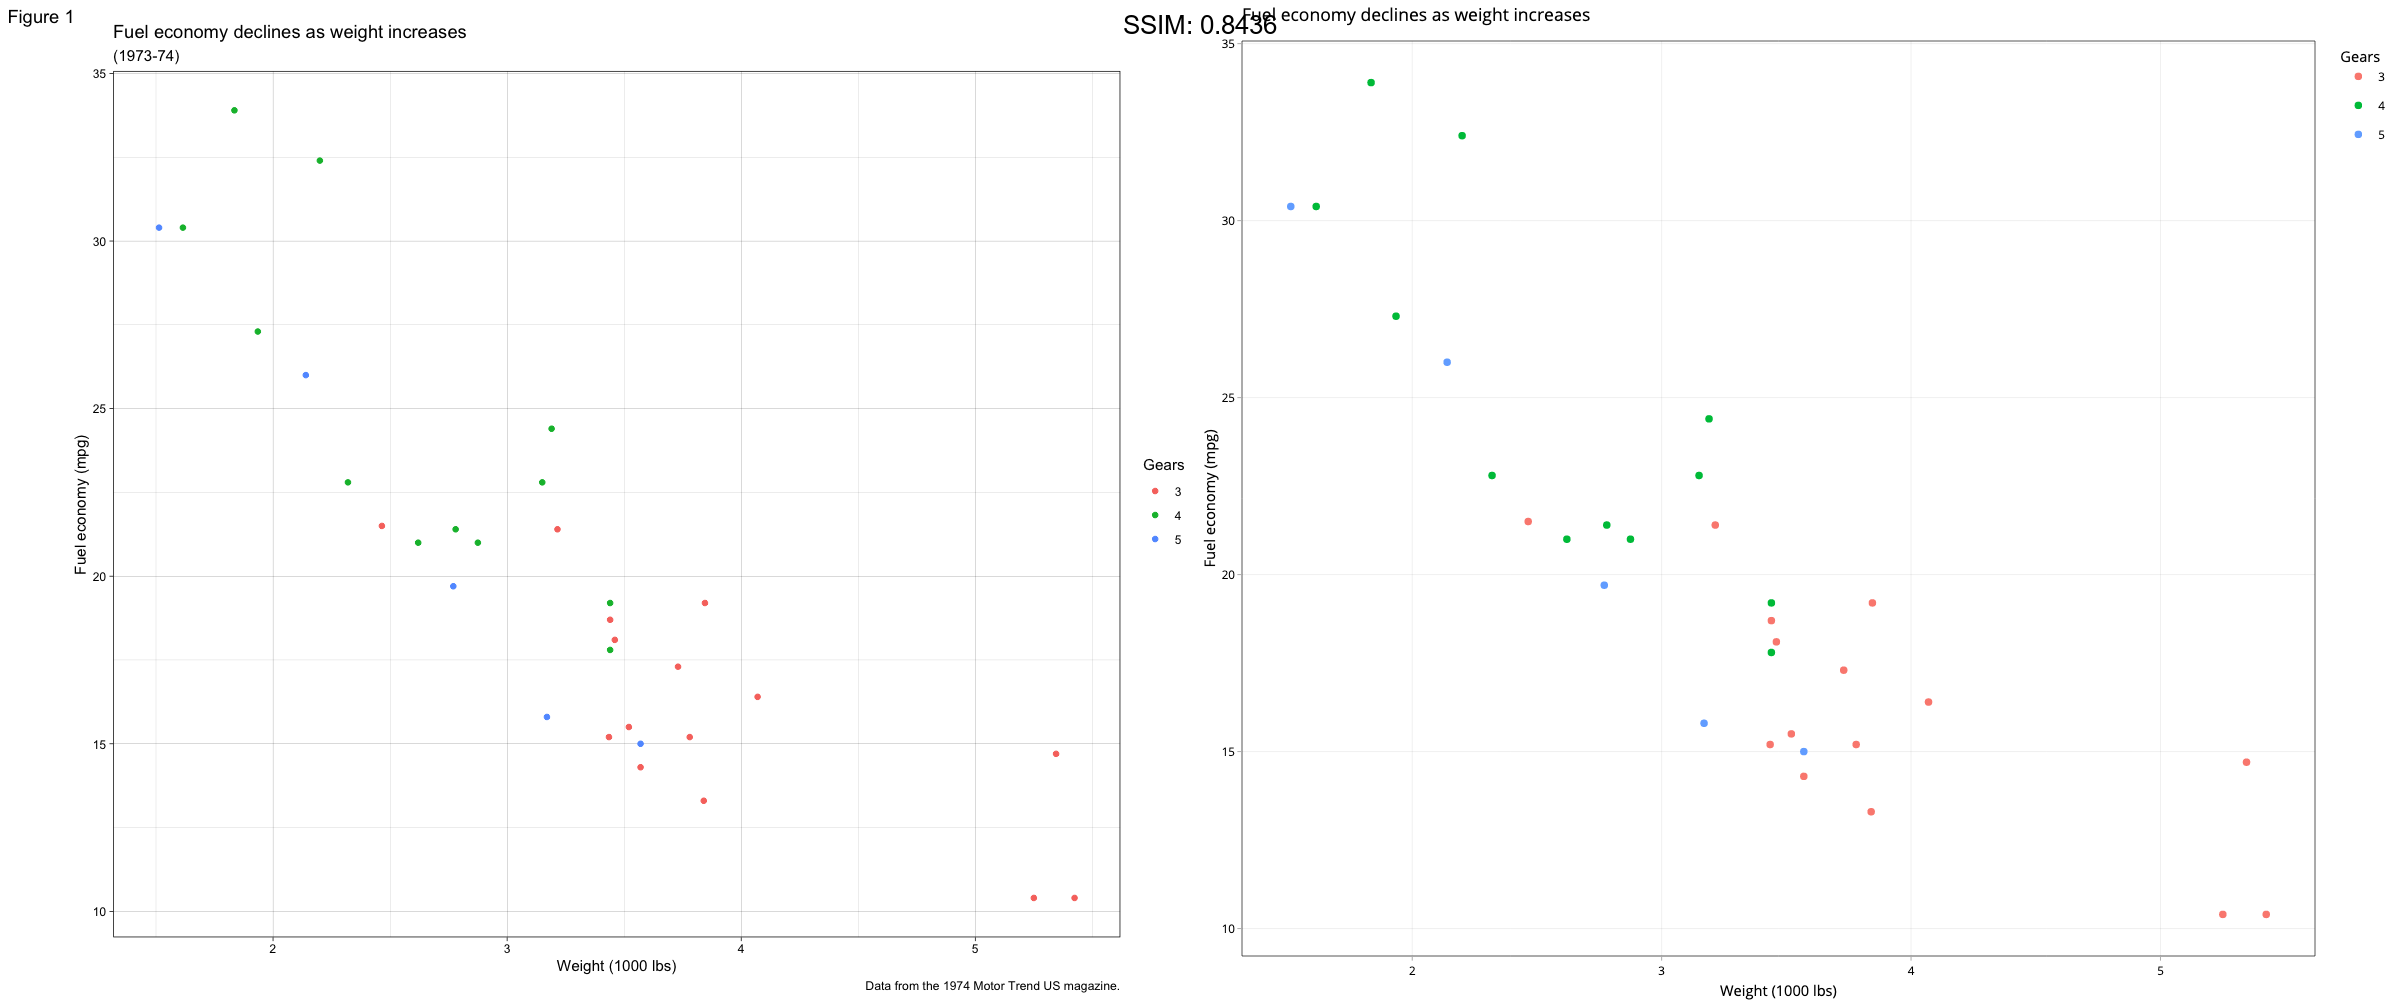 Figure 1
SSIM: 0.8436
Fuel economy declines as weight increases
(1973-74)
35
30
25
20
15
10
Fuel economy (mpg)
2 3 4 5
Weight (1000 lbs)
Data from the 1974 Motor Trend US magazine.
Gears
3
4
5
Fuel economy declines as weight increases
35
30
25
20
15
10
Fuel economy (mpg)
2 3 4 5
Weight (1000 lbs)
Gears
3
4
5